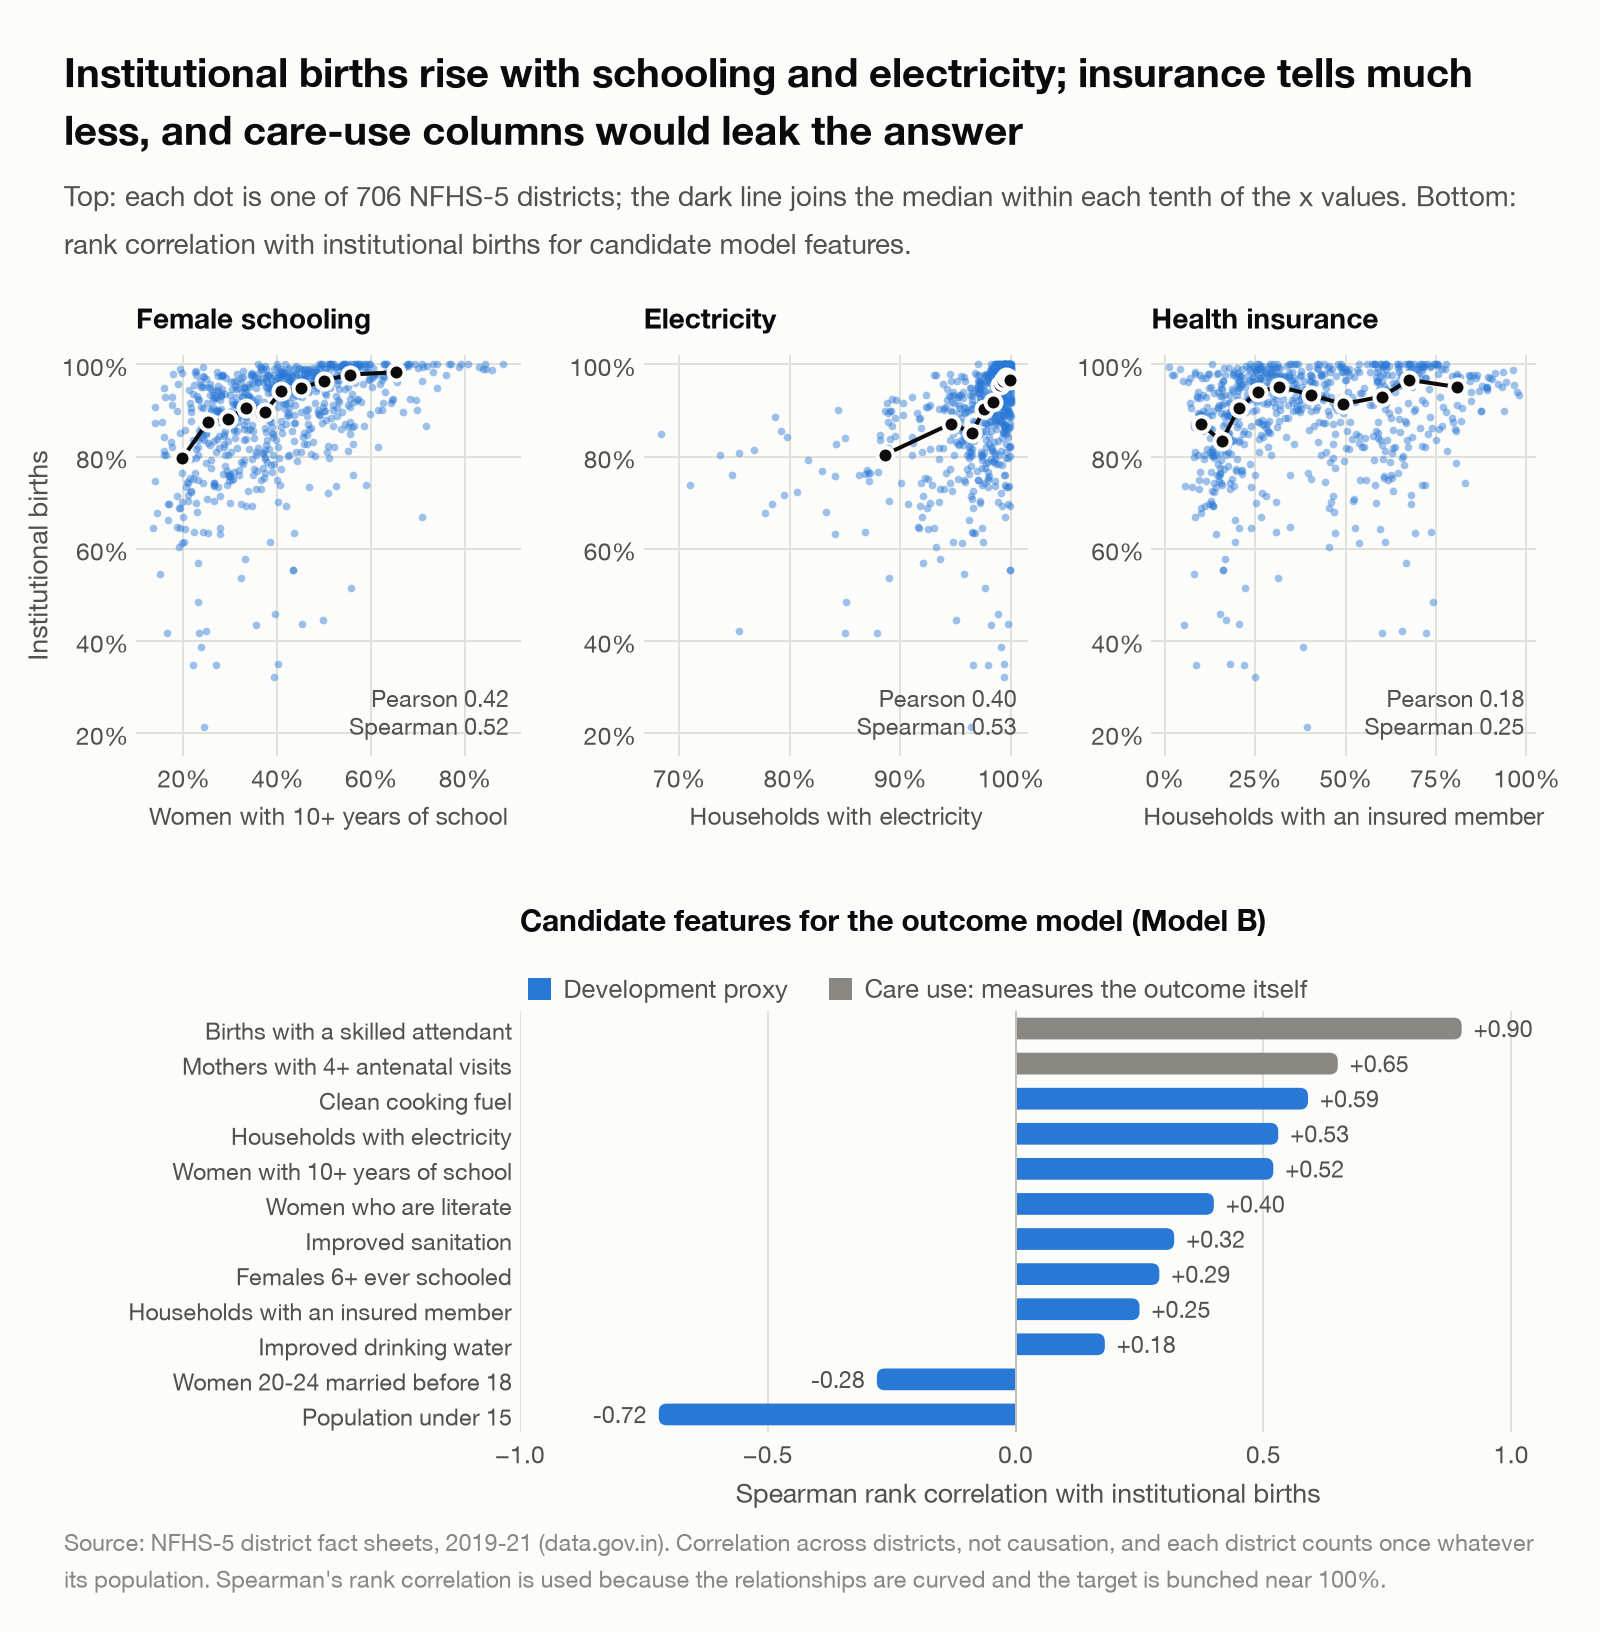 Institutional births rise with schooling and electricity; insurance tells much
less, and care-use columns would leak the answer
Top: each dot is one of 706 NFHS-5 districts; the dark line joins the median within each tenth of the x values. Bottom:
rank correlation with institutional births for candidate model features.
Female schooling
Institutional births
100%
80%
60%
40%
20%
Pearson 0.42
Spearman 0.52
20% 40% 60% 80%
Women with 10+ years of school
Electricity
100%
80%
60%
40%
20%
Pearson 0.40
Spearman 0.53
70% 80% 90% 100%
Households with electricity
Health insurance
100%
80%
60%
40%
20%
Pearson 0.18
Spearman 0.25
0% 25% 50% 75% 100%
Households with an insured member
Candidate features for the outcome model (Model B)
Development proxy Care use: measures the outcome itself
Births with a skilled attendant +0.90
Mothers with 4+ antenatal visits +0.65
Clean cooking fuel +0.59
Households with electricity +0.53
Women with 10+ years of school +0.52
Women who are literate +0.40
Improved sanitation +0.32
Females 6+ ever schooled +0.29
Households with an insured member +0.25
Improved drinking water +0.18
Women 20-24 married before 18 -0.28
Population under 15 -0.72
−1.0 −0.5 0.0 0.5 1.0
Spearman rank correlation with institutional births
Source: NFHS-5 district fact sheets, 2019-21 (data.gov.in). Correlation across districts, not causation, and each district counts once whatever
its population. Spearman's rank correlation is used because the relationships are curved and the target is bunched near 100%.